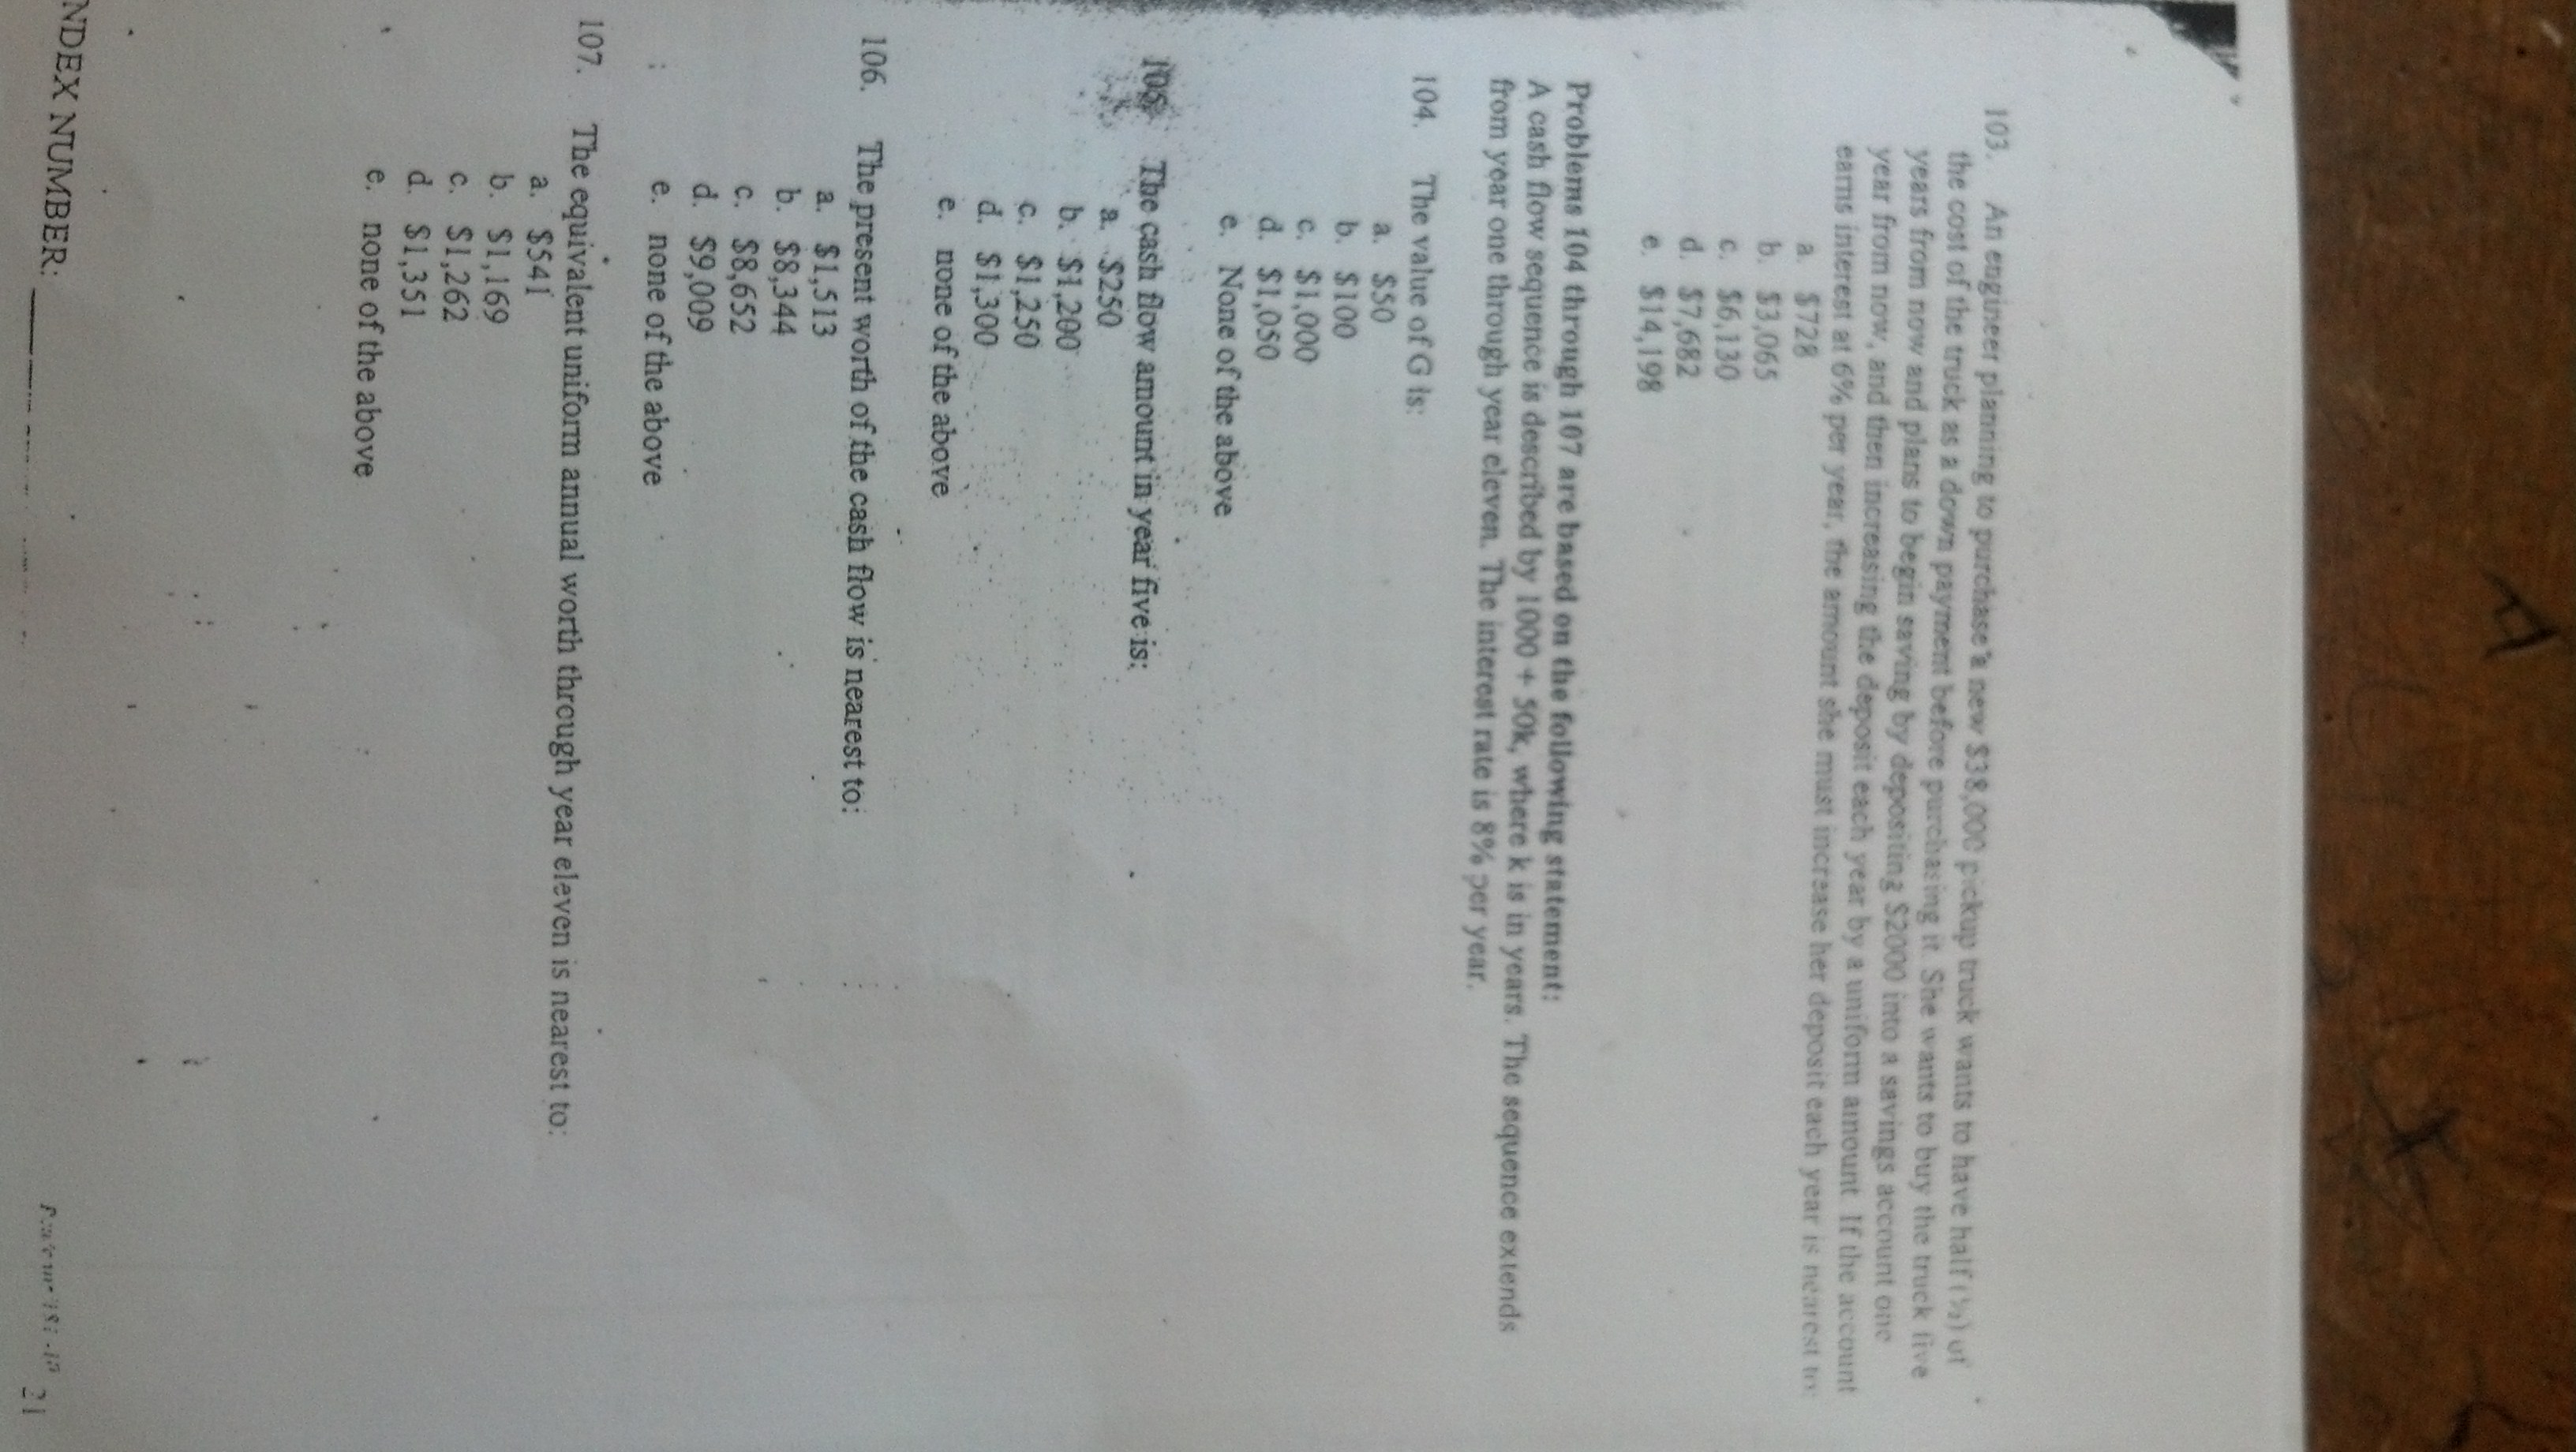 A
X
103. An engineer planning to purchase a new $38,000 pickup truck wants to have half (½) of
the cost of the truck as a down payment before purchasing it. She wants to buy the truck five
years from now and plans to begin saving by depositing $2000 into a savings account one
year from now, and then increasing the deposit each year by a uniform amount. If the account
earns interest at 6% per year, the amount she must increase her deposit each year is nearest to:
a. $728
b. $3,065
c. $6,130
d. $7,682
e. $14,198
Problems 104 through 107 are based on the following statement:
A cash flow sequence is described by 1000 + 50k, where k is in years. The sequence extends
from year one through year eleven. The interest rate is 8% per year.
104. The value of G is:
a. $50
b. $100
c. $1,000
d. $1,050
e. None of the above
105. The cash flow amount in year five is:
a. $250
b. $1,200
c. $1,250
d. $1,300
e. none of the above
106. The present worth of the cash flow is nearest to:
a. $1,513
b. $8,344
c. $8,652
d. $9,009
e. none of the above
107. The equivalent uniform annual worth through year eleven is nearest to:
a. $541
b. $1,169
c. $1,262
d. $1,351
e. none of the above
NDEX NUMBER:
21